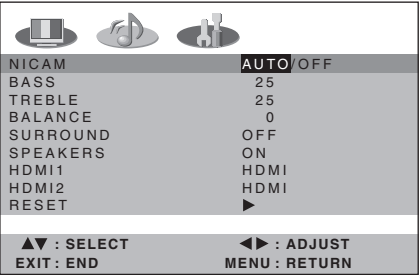 NICAM AUTO/OFF
BASS 25
TREBLE 25
BALANCE 0
SURROUND OFF
SPEAKERS ON
HDMI1 HDMI
HDMI2 HDMI
RESET ▶
▲▼ : SELECT ◀▶ : ADJUST
EXIT : END MENU : RETURN